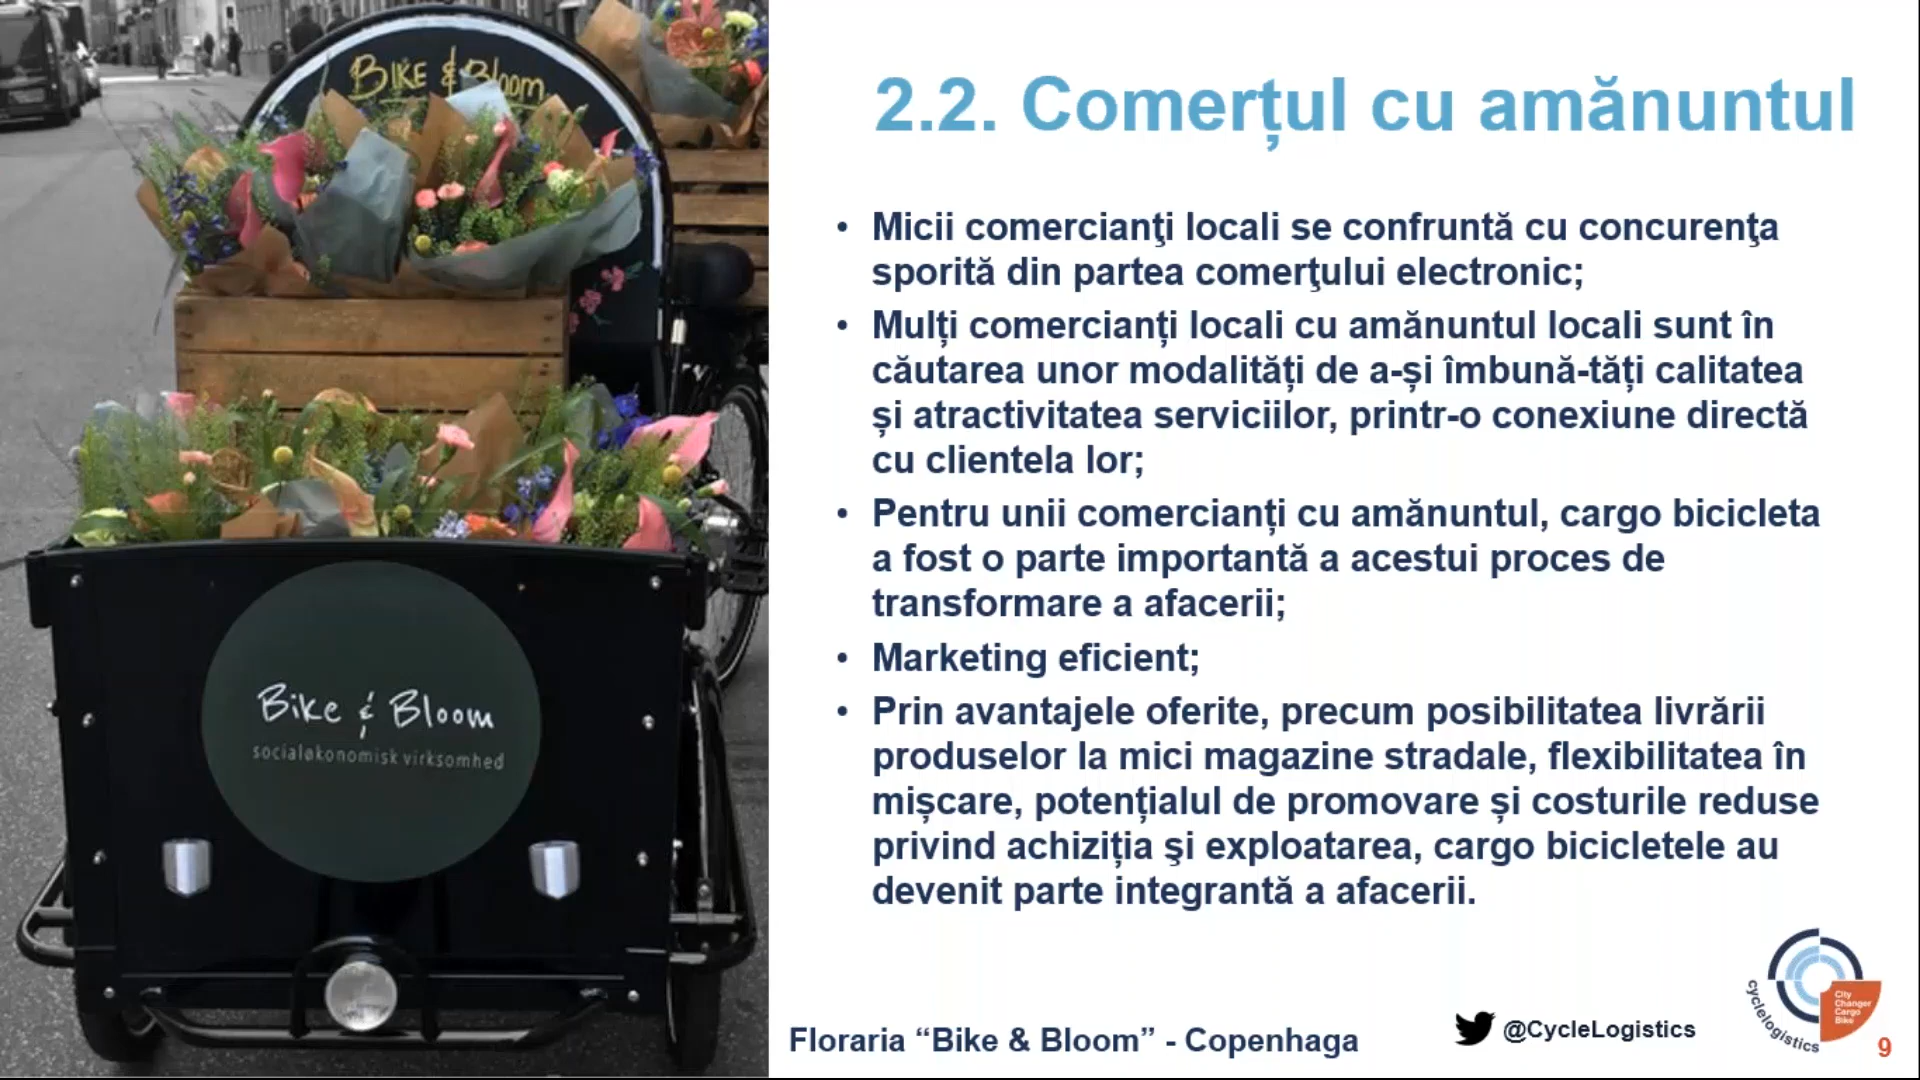 BIKE & Bloom
Bike & Bloom
socialøkonomisk virksomhed
2.2. Comerțul cu amănuntul
• Micii comercianţi locali se confruntă cu concurenţa
sporită din partea comerţului electronic;
• Mulți comercianți locali cu amănuntul locali sunt în
căutarea unor modalități de a-și îmbună-tăți calitatea
și atractivitatea serviciilor, printr-o conexiune directă
cu clientela lor;
• Pentru unii comercianți cu amănuntul, cargo bicicleta
a fost o parte importantă a acestui proces de
transformare a afacerii;
• Marketing eficient;
• Prin avantajele oferite, precum posibilitatea livrării
produselor la mici magazine stradale, flexibilitatea în
mișcare, potențialul de promovare și costurile reduse
privind achiziția şi exploatarea, cargo bicicletele au
devenit parte integrantă a afacerii.
Floraria “Bike & Bloom” - Copenhaga
@CycleLogistics
cyclelogistics
City
Changer
Cargo
Bike
9